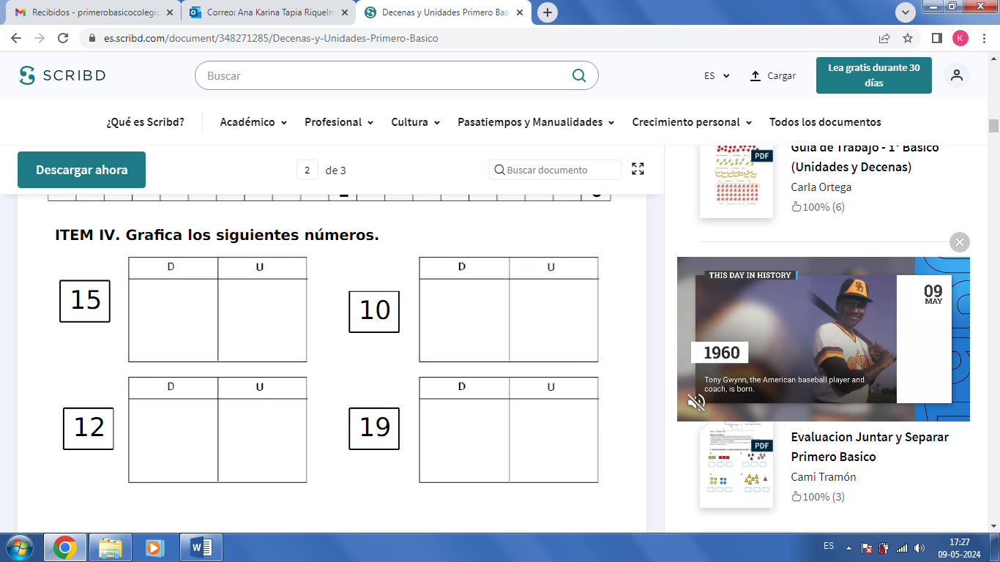 Recibidos - primerobasicocolegio
Correo: Ana Karina Tapia Riquelm
Decenas y Unidades Primero Bas
es.scribd.com/document/348271285/Decenas-y-Unidades-Primero-Basico
K
SCRIBD
Buscar
ES
Cargar
Lea gratis durante 30
días
¿Qué es Scribd?
Académico
Profesional
Cultura
Pasatiempos y Manualidades
Crecimiento personal
Todos los documentos
Descargar ahora
2 de 3
Buscar documento
ITEM IV. Grafica los siguientes números.
15
D U
10
D U
12
D U
19
D U
PDF
Guia de Trabajo - 1° Basico
(Unidades y Decenas)
Carla Ortega
100% (6)
THIS DAY IN HISTORY
09
MAY
1960
Tony Gwynn, the American baseball player and
coach, is born.
PDF
Evaluacion Juntar y Separar
Primero Basico
Cami Tramón
100% (3)
ES
17:27
09-05-2024